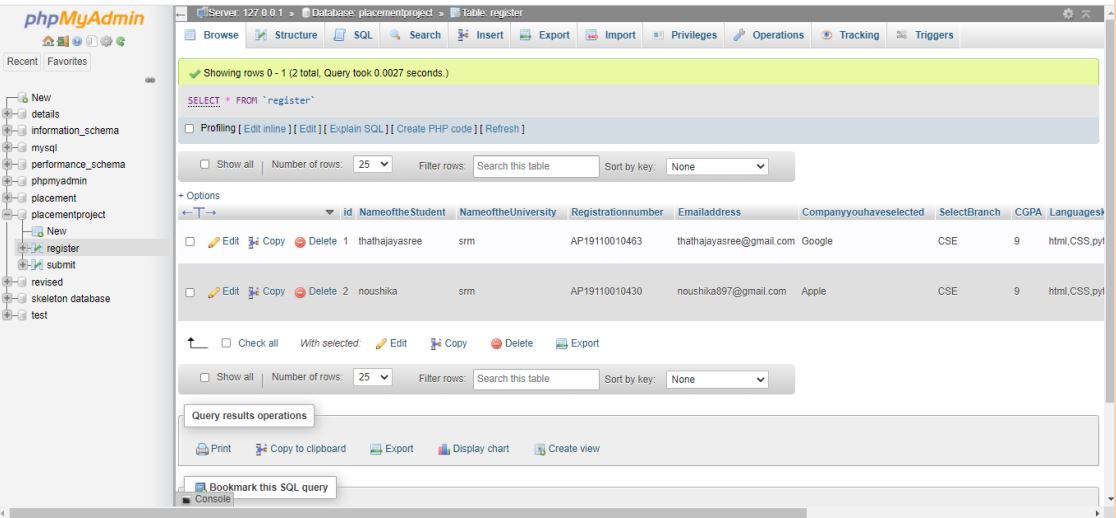 phpMyAdmin
Recent Favorites
New
details
information_schema
mysql
performance_schema
phpmyadmin
placement
placementproject
New
register
submit
revised
skeleton database
test
Server: 127.0.0.1 » Database: placementproject » Table: register
Browse Structure SQL Search Insert Export Import Privileges Operations Tracking Triggers
Showing rows 0 - 1 (2 total, Query took 0.0027 seconds.)
SELECT * FROM `register`
Profiling [ Edit inline ] [ Edit ] [ Explain SQL ] [ Create PHP code ] [ Refresh ]
Show all | Number of rows: 25 Filter rows: Search this table Sort by key: None
+ Options
←T→ id NameoftheStudent NameoftheUniversity Registrationnumber Emailaddress Companyyouhaveselected SelectBranch CGPA Languagesk
Edit Copy Delete 1 thathajayasree srm AP19110010463 thathajayasree@gmail.com Google CSE 9 html,CSS,pyt
Edit Copy Delete 2 noushika srm AP19110010430 noushika897@gmail.com Apple CSE 9 html,CSS,pyt
Check all With selected: Edit Copy Delete Export
Show all | Number of rows: 25 Filter rows: Search this table Sort by key: None
Query results operations
Print Copy to clipboard Export Display chart Create view
Bookmark this SQL query
Console